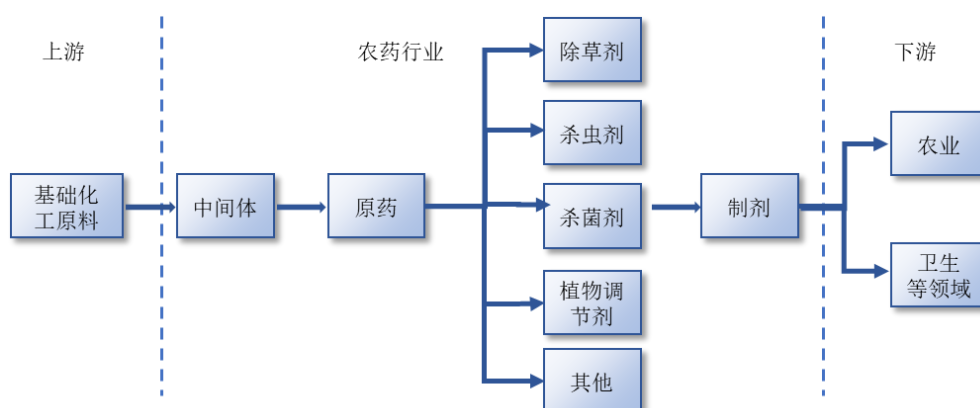 上游
农药行业
下游
除草剂
杀虫剂
农业
基础化
工原料
中间体
原药
杀菌剂
制剂
卫生
等领域
植物调
节剂
其他